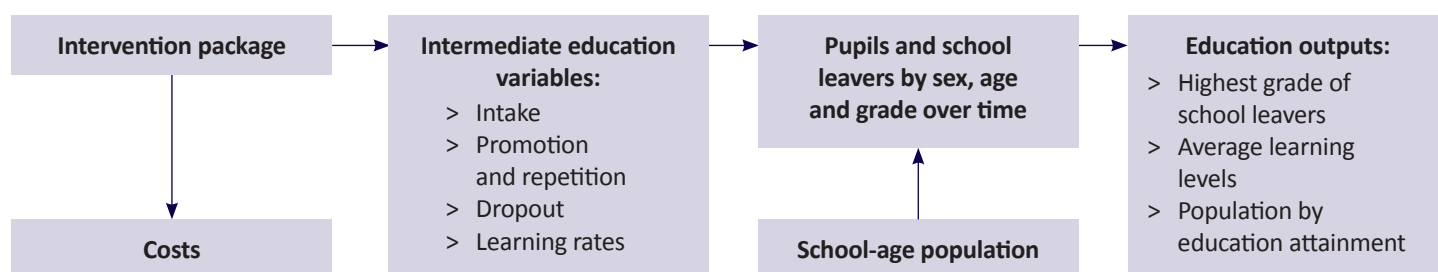 Intervention package
Costs
Intermediate education
variables:
> Intake
> Promotion
and repetition
> Dropout
> Learning rates
Pupils and school
leavers by sex, age
and grade over time
School-age population
Education outputs:
> Highest grade of
school leavers
> Average learning
levels
> Population by
education attainment